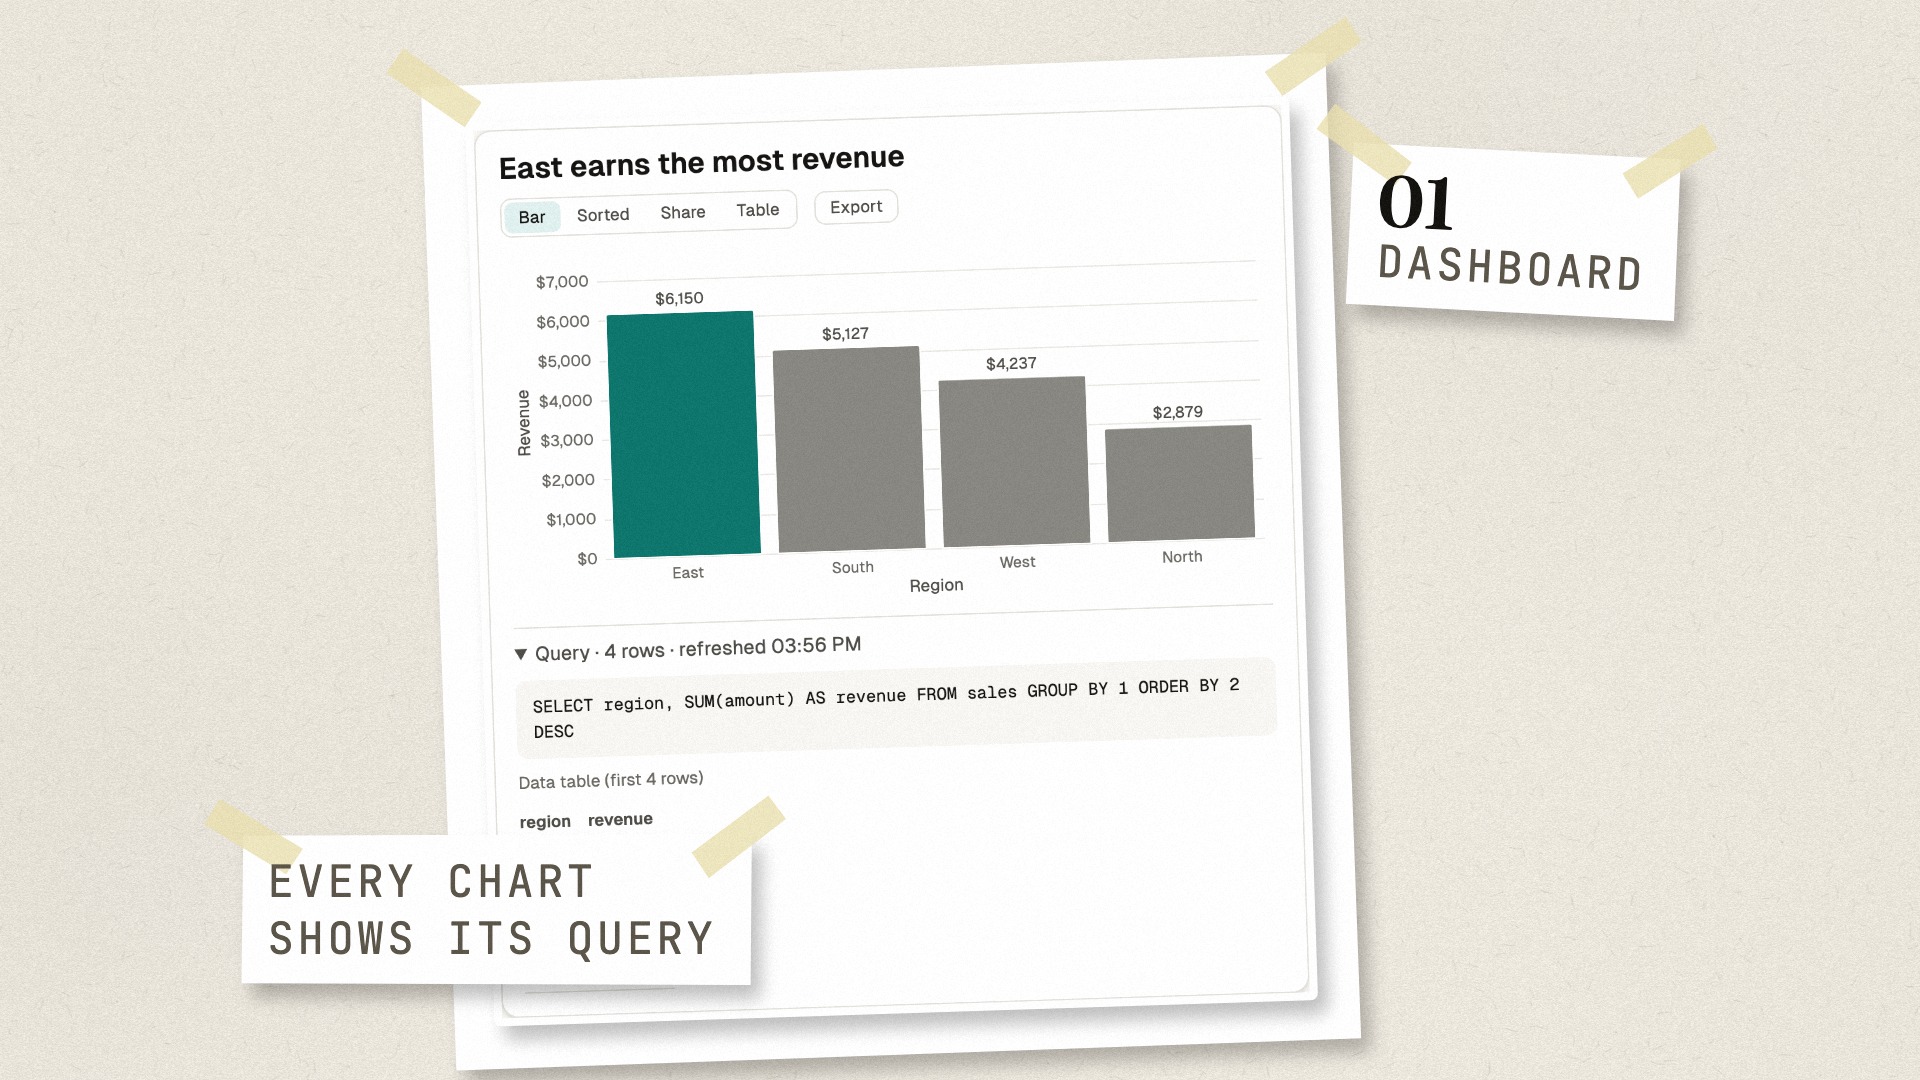 East earns the most revenue
Bar Sorted Share Table Export
$7,000
$6,000
$5,000
$4,000
$3,000
$2,000
$1,000
$0
Revenue
$6,150
$5,127
$4,237
$2,879
East South West North
Region
▼ Query · 4 rows · refreshed 03:56 PM
SELECT region, SUM(amount) AS revenue FROM sales GROUP BY 1 ORDER BY 2
DESC
Data table (first 4 rows)
region revenue
01
DASHBOARD
EVERY CHART
SHOWS ITS QUERY